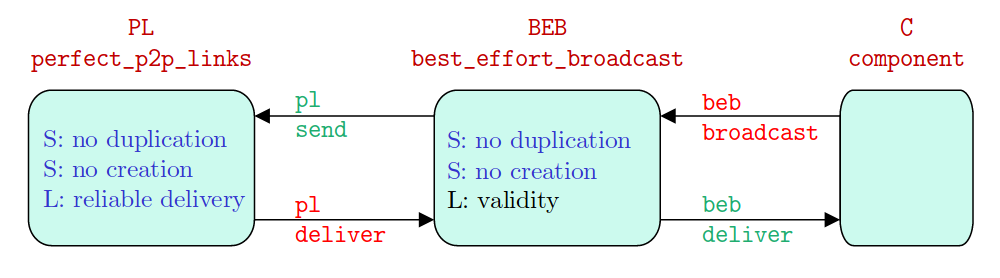 PL
perfect_p2p_links
S: no duplication
S: no creation
L: reliable delivery
pl
send
pl
deliver
BEB
best_effort_broadcast
S: no duplication
S: no creation
L: validity
beb
broadcast
beb
deliver
C
component